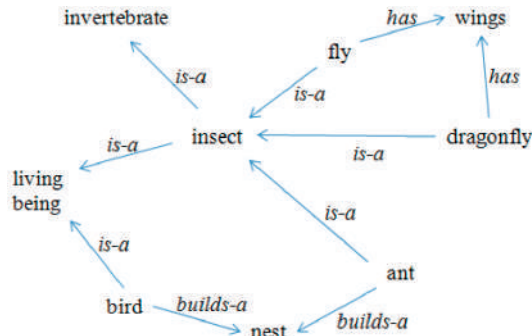 invertebrate
wings
has
fly
is-a
is-a
has
insect
dragonfly
is-a
is-a
living
being
is-a
is-a
ant
bird
builds-a
builds-a
nest